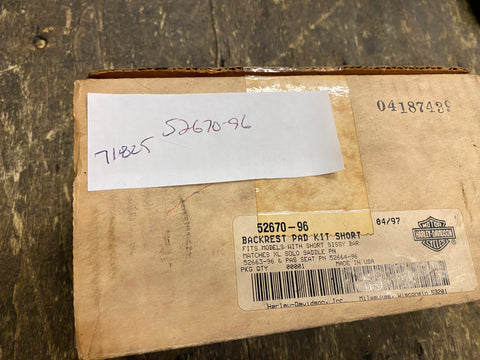 04187439
52670-96
71825
52670-96
04/97
BACKREST PAD KIT SHORT
FITS MODELS WITH SHORT SISSY BAR
MATCHES XL SOLO SADDLE PN
52663-96 & PAS SEAT PN 52664-96
PKG QTY 00001 MADE IN USA
MOTOR
HARLEY-DAVIDSON
CYCLES
Harley-Davidson, Inc. Milwaukee, Wisconsin 53201